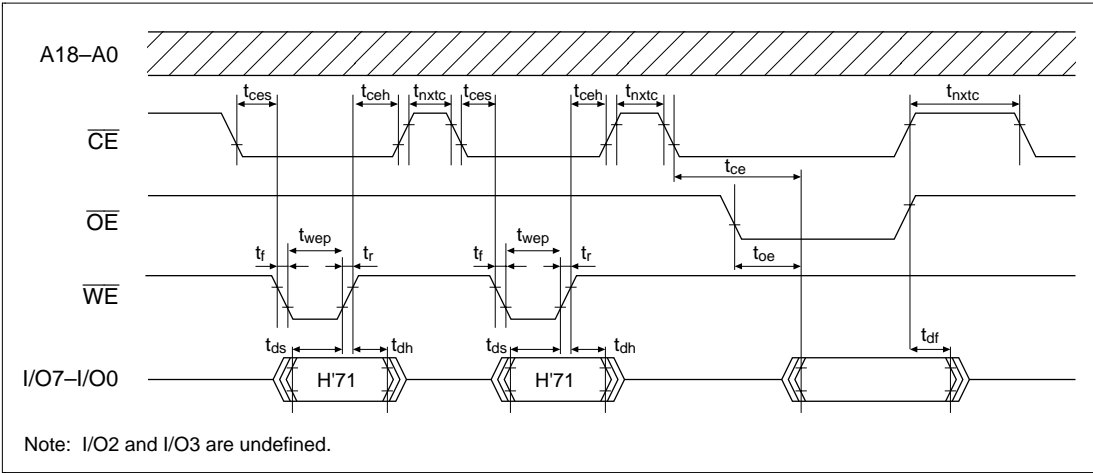 A18–A0
tces tceh tnxtc tces tceh tnxtc tnxtc
CE
tce
OE
twep twep
tf tr tf tr toe
WE
tds tdh tds tdh tdf
I/O7–I/O0 H'71 H'71
Note: I/O2 and I/O3 are undefined.